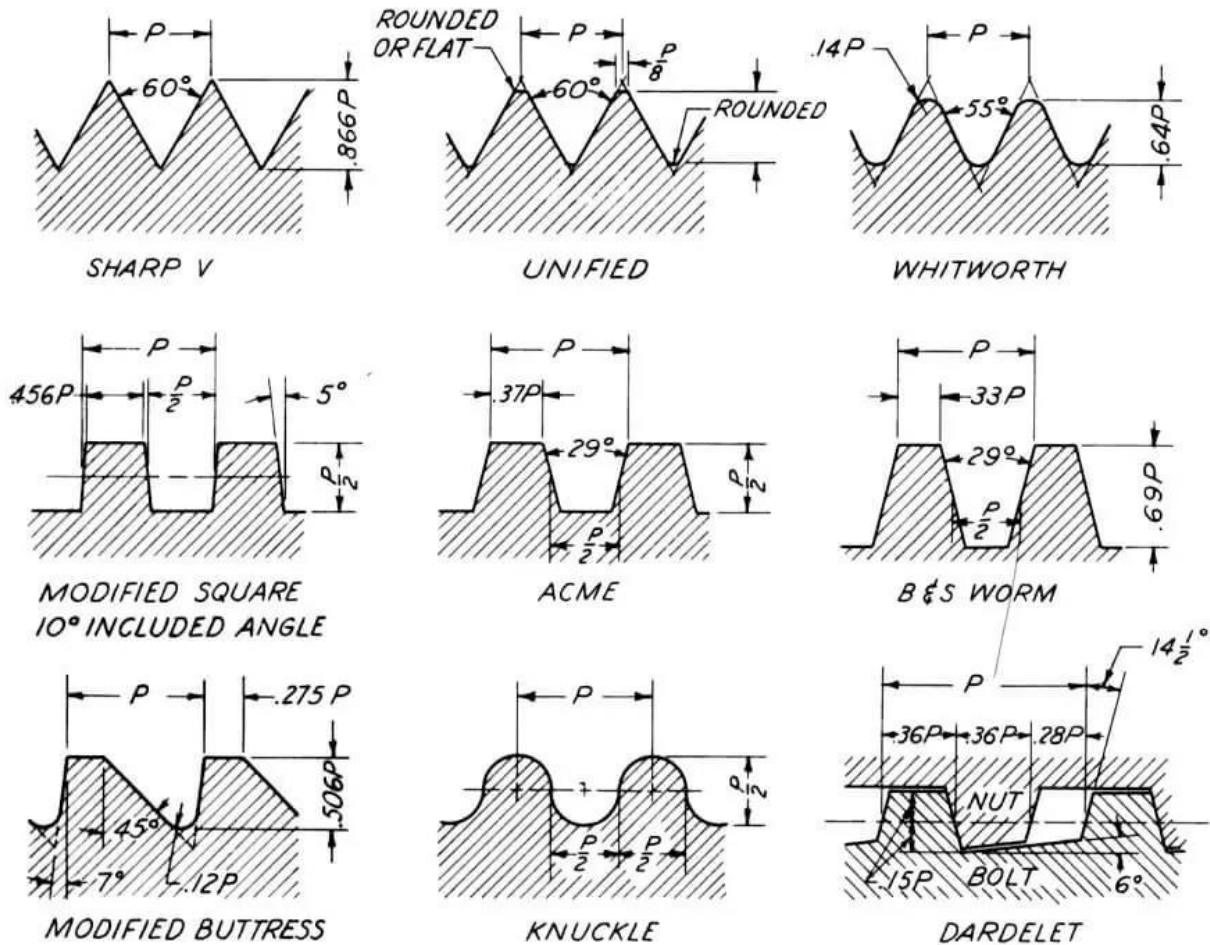 P
60°
.866P
SHARP V
ROUNDED
OR FLAT
P
P/8
60°
ROUNDED
UNIFIED
.14P
P
55°
.64P
WHITWORTH
P
.456P
P/2
5°
P/2
MODIFIED SQUARE
10° INCLUDED ANGLE
P
.37P
29°
P/2
P/2
ACME
P
.33P
29°
P/2
.69P
B & S WORM
P
.275 P
.506P
45°
7°
.12P
MODIFIED BUTTRESS
P
P/2
P/2
P/2
KNUCKLE
14 1/2°
P
.36P
.36P
.28P
NUT
.15P
BOLT
6°
DARDELET